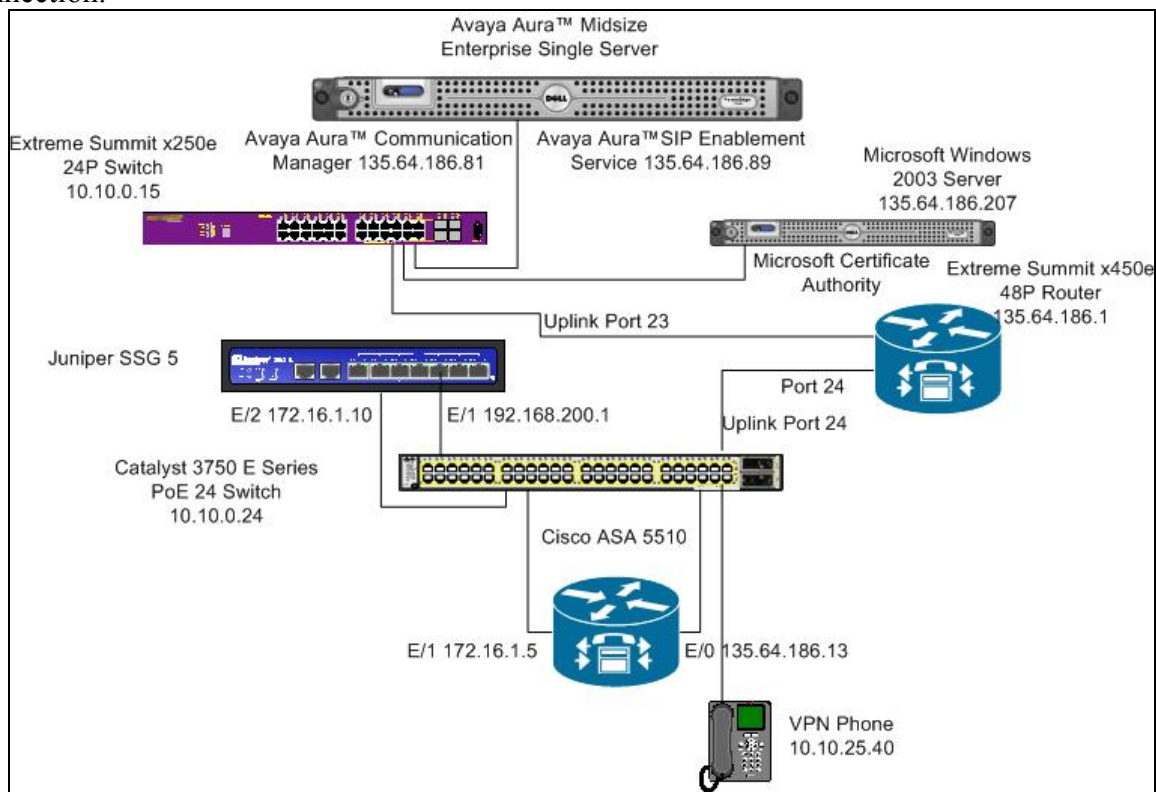 nnection.
Avaya Aura™ Midsize
Enterprise Single Server
DELL
Extreme Summit x250e
24P Switch
10.10.0.15
Avaya Aura™ Communication
Manager 135.64.186.81
Avaya Aura™SIP Enablement
Service 135.64.186.89
Microsoft Windows
2003 Server
135.64.186.207
Microsoft Certificate
Authority
Extreme Summit x450e
48P Router
135.64.186.1
Uplink Port 23
Juniper SSG 5
Port 24
E/2 172.16.1.10
E/1 192.168.200.1
Uplink Port 24
Catalyst 3750 E Series
PoE 24 Switch
10.10.0.24
Cisco ASA 5510
E/1 172.16.1.5
E/0 135.64.186.13
VPN Phone
10.10.25.40